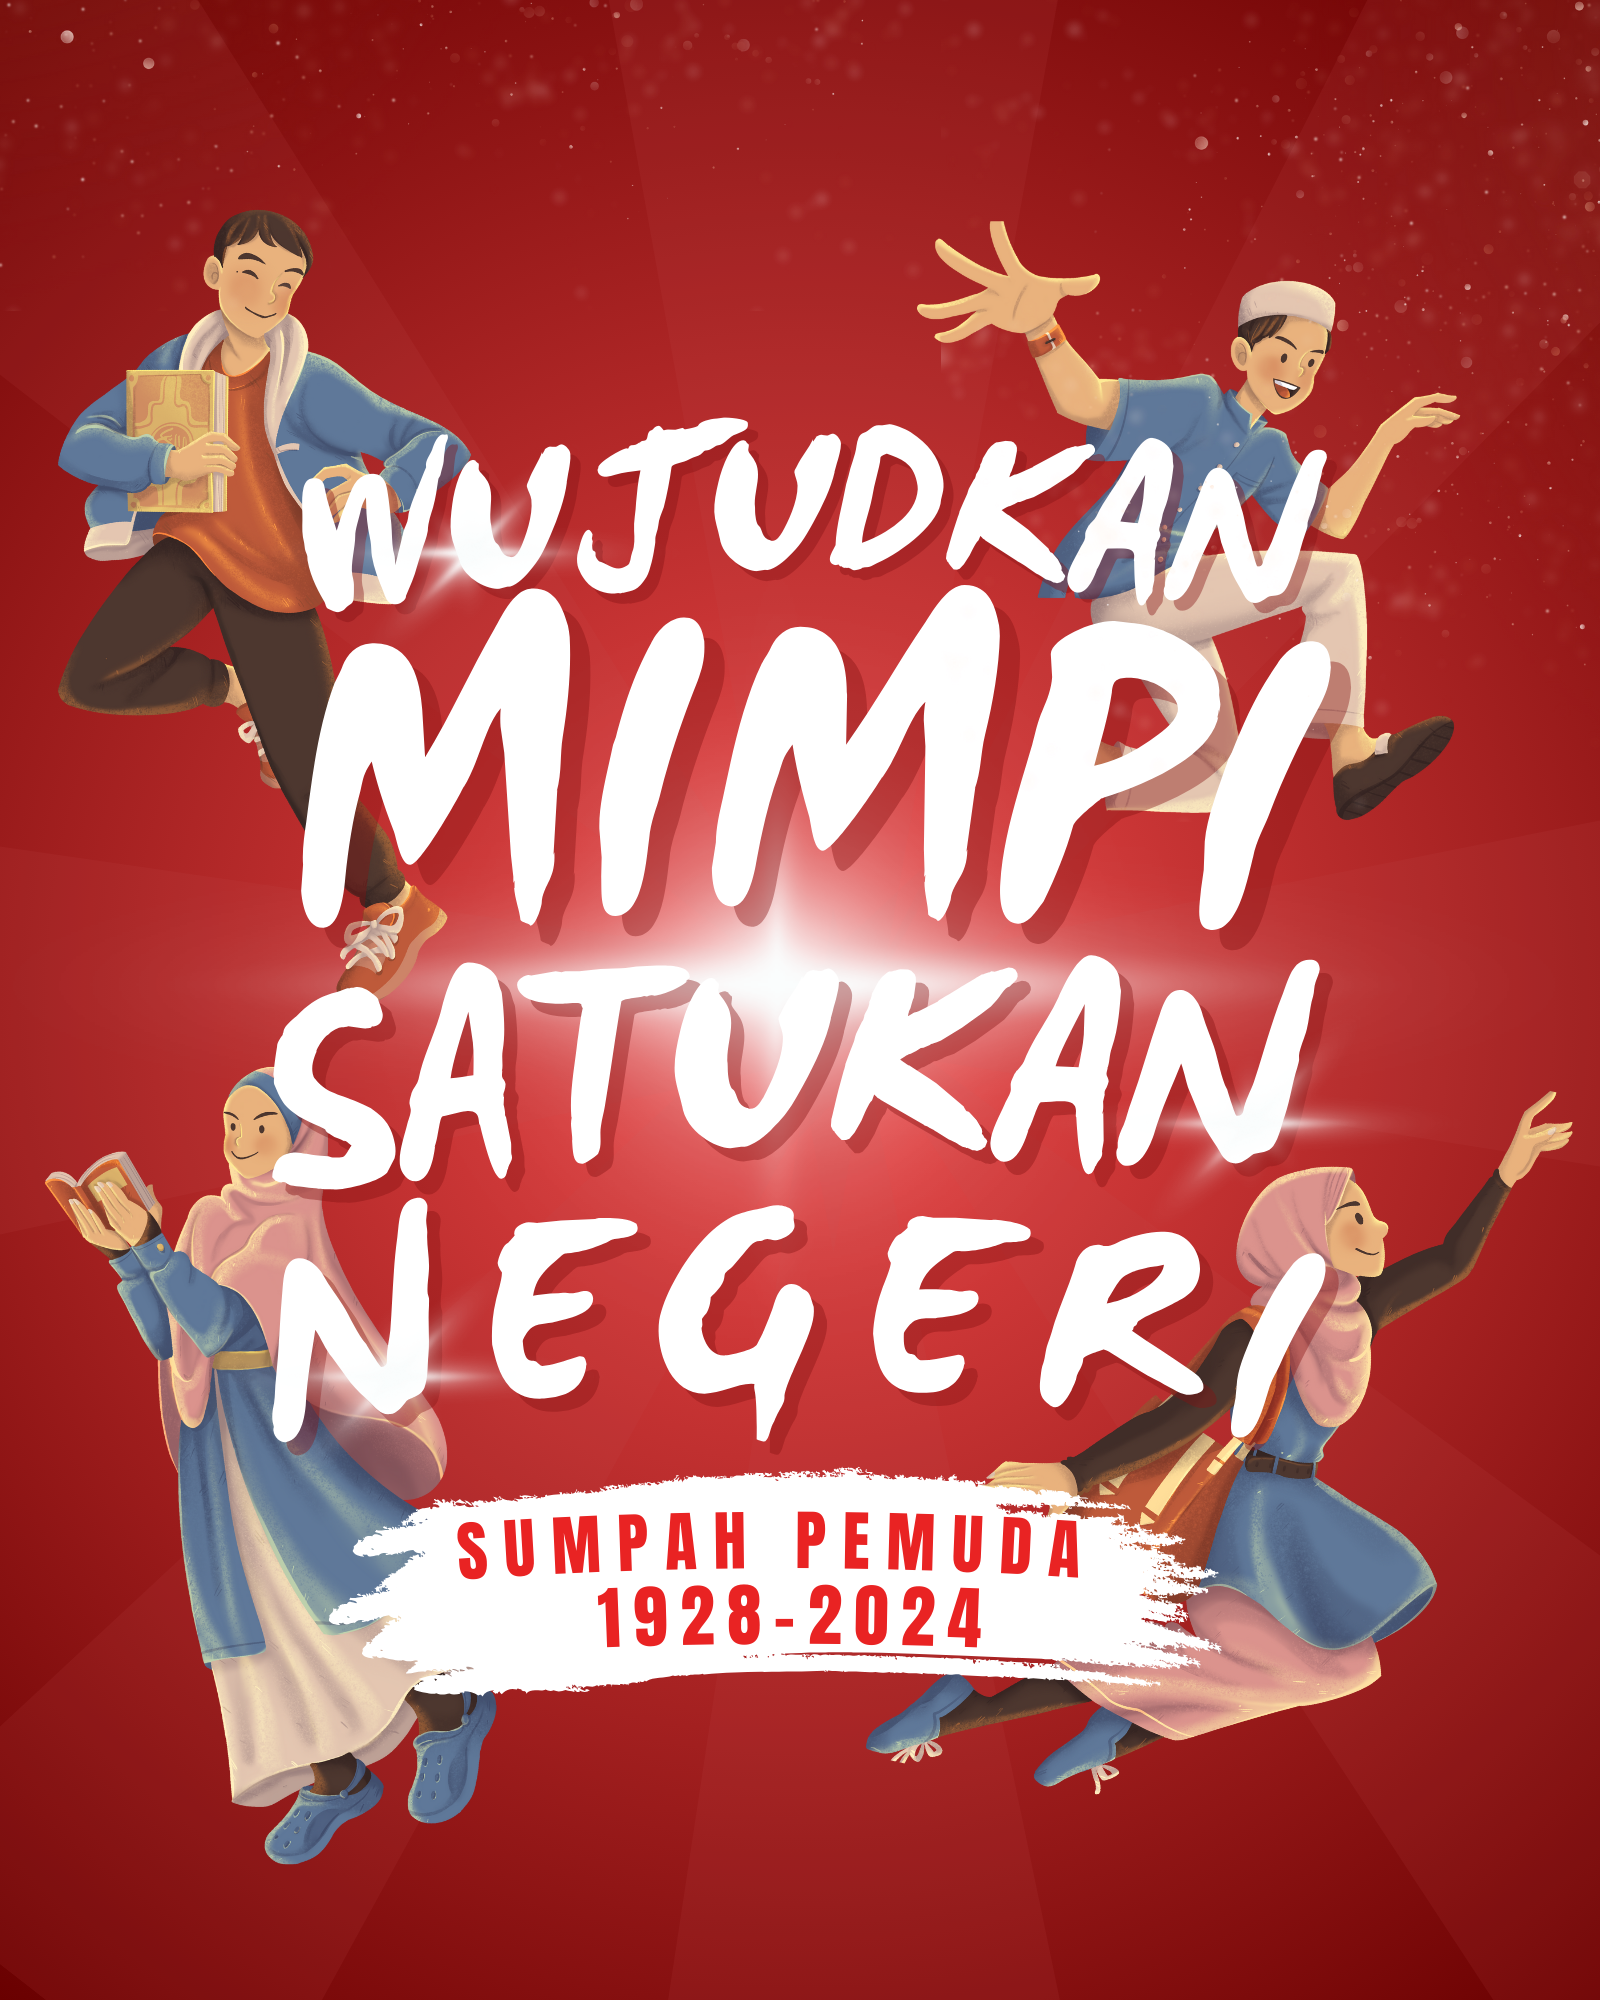 WUJUDKAN
MIMPI
SATUKAN
NEGERI
SUMPAH PEMUDA
1928-2024